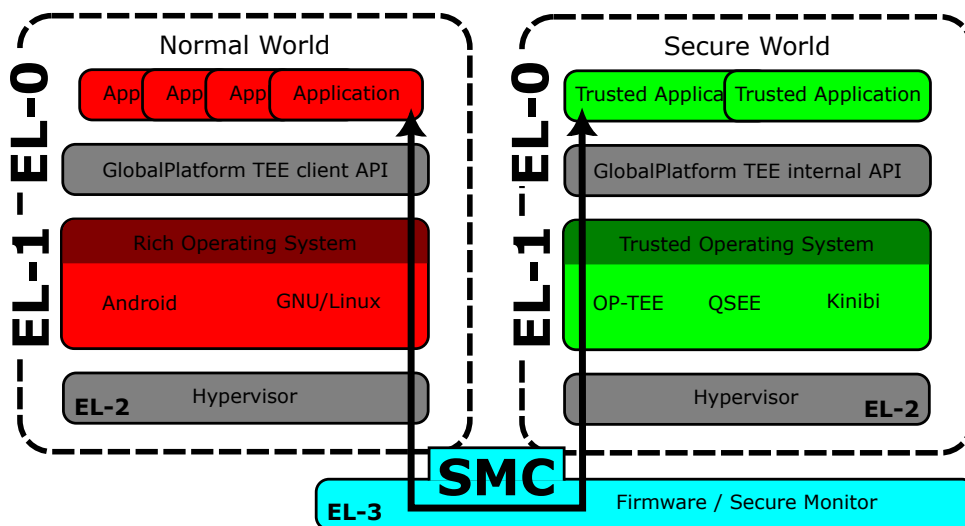 Normal World
EL-0
App
App
App
Application
GlobalPlatform TEE client API
EL-1
Rich Operating System
Android
GNU/Linux
Hypervisor
EL-2
Secure World
EL-0
Trusted Applica
Trusted Application
GlobalPlatform TEE internal API
EL-1
Trusted Operating System
OP-TEE
QSEE
Kinibi
Hypervisor
EL-2
SMC
EL-3
Firmware / Secure Monitor